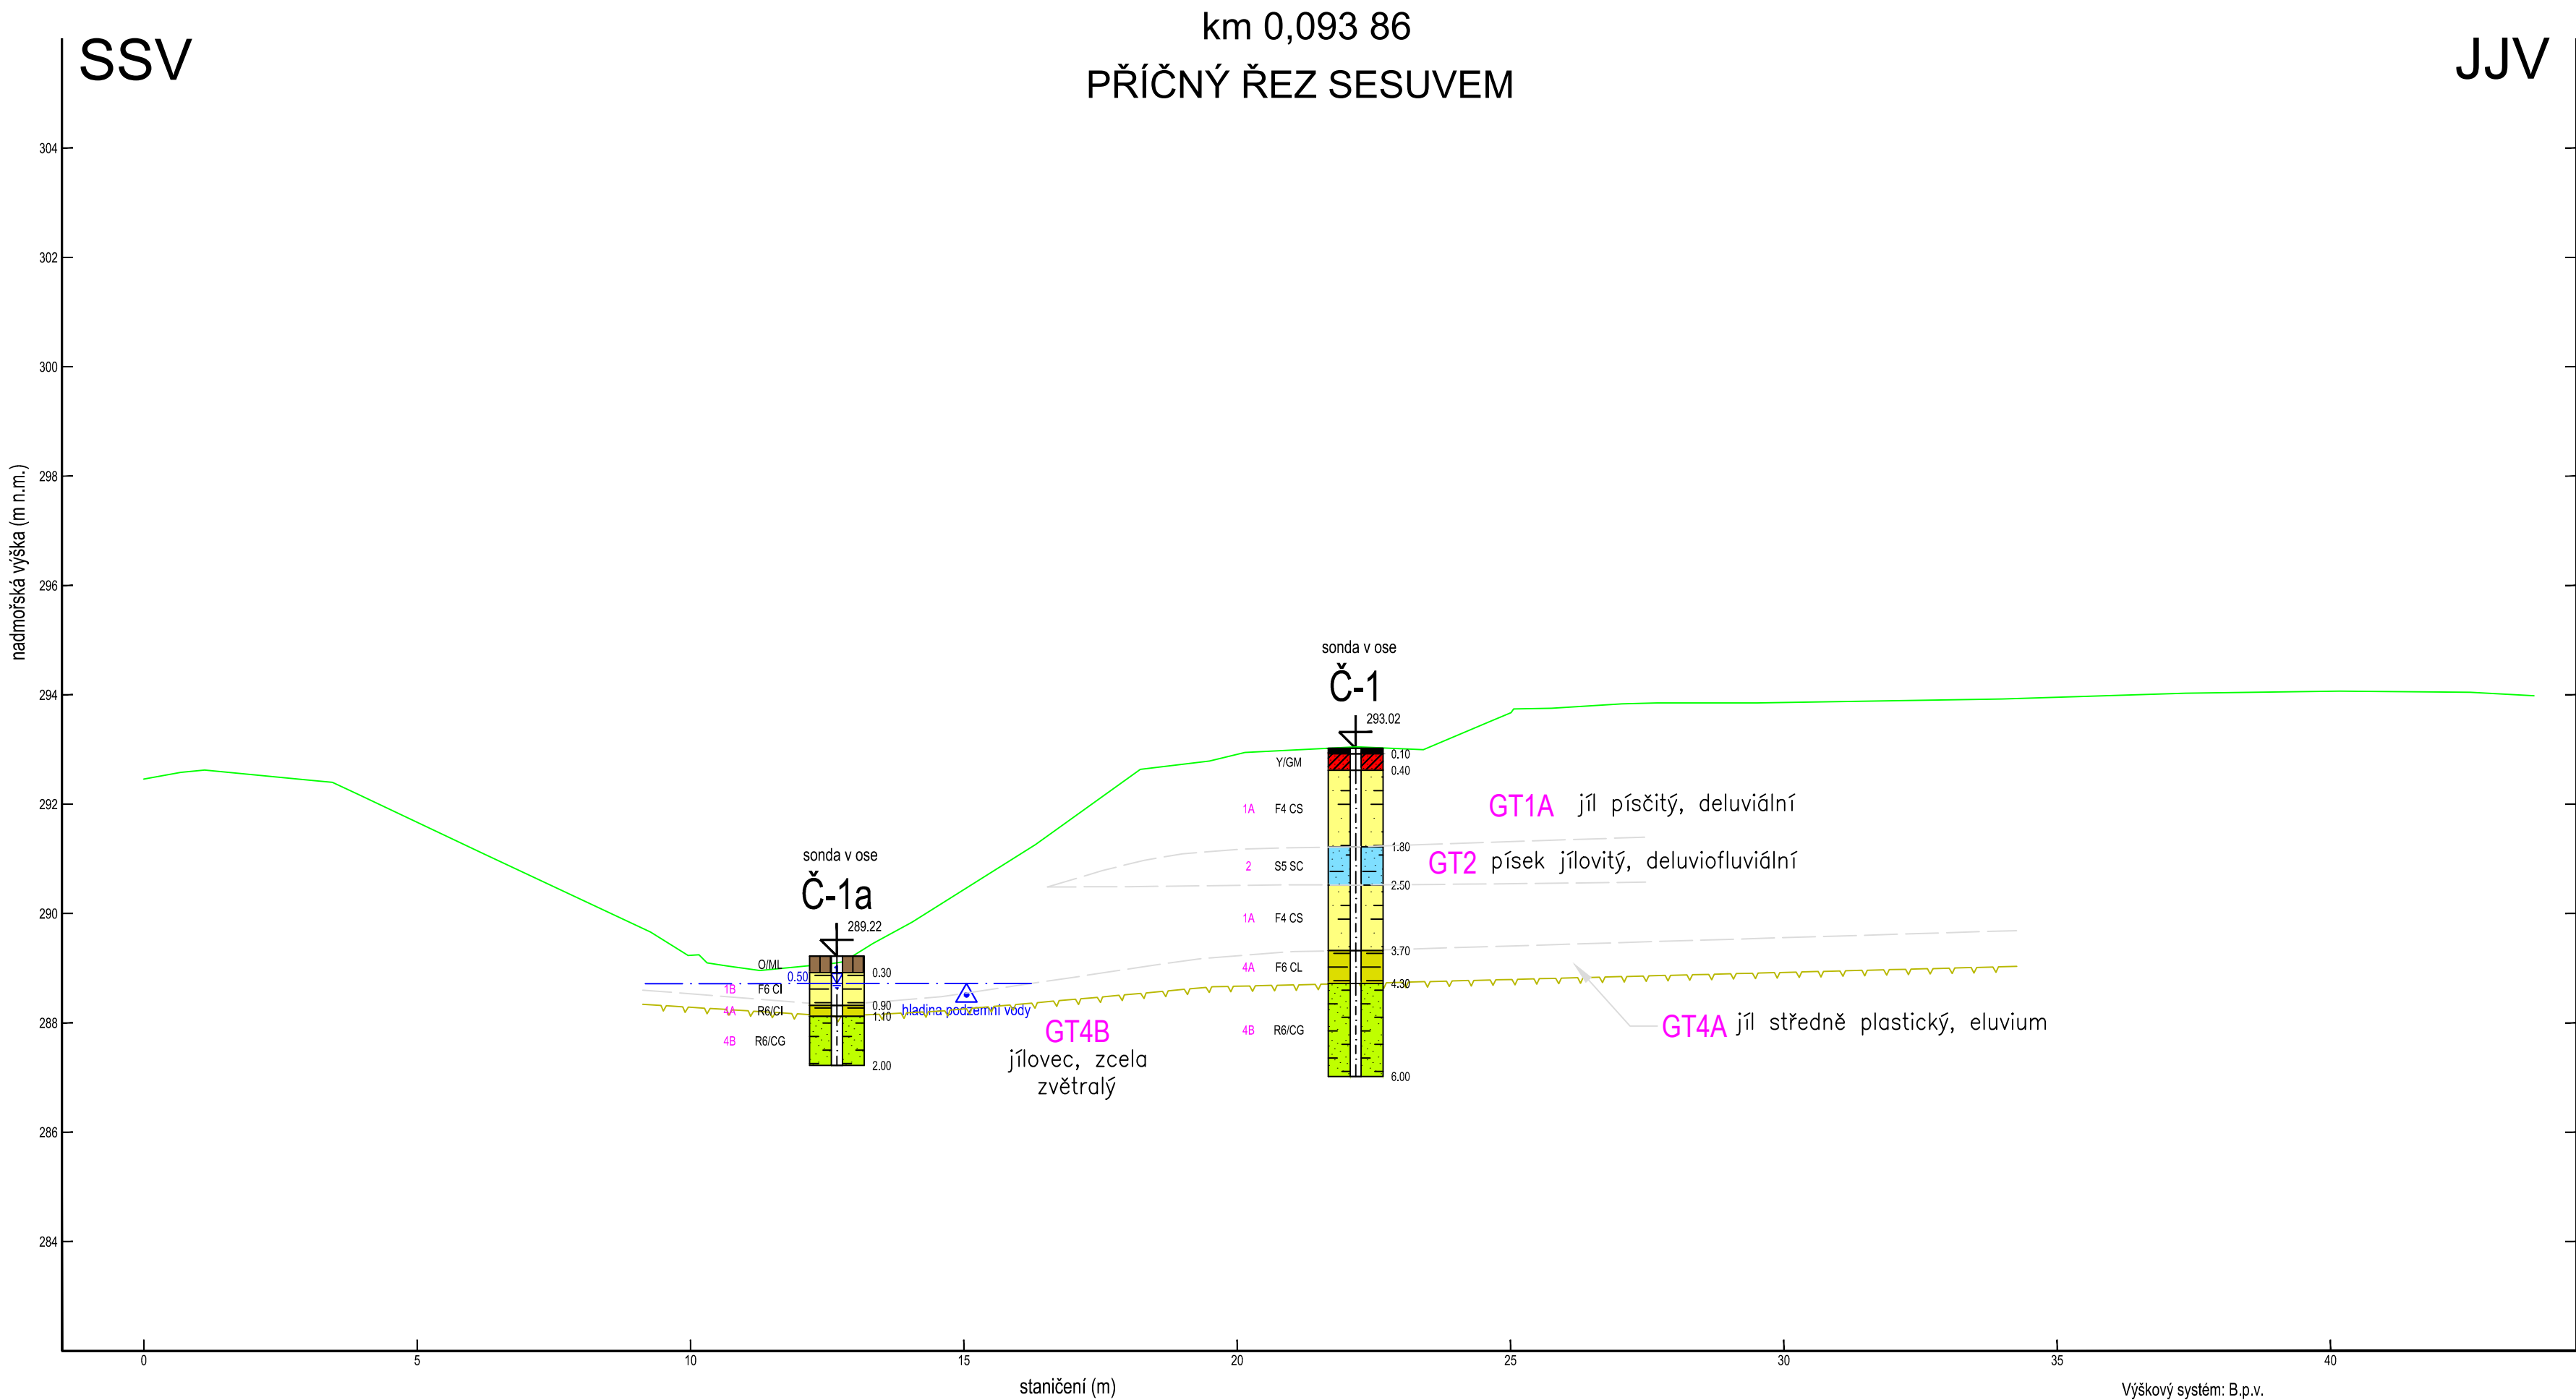 km 0,093 86
SSV
JJV
PŘÍČNÝ ŘEZ SESUVEM
304
302
300
298
296
294
292
290
288
286
284
nadmořská výška (m n.m.)
sonda v ose
Č-1
293.02
0.10
Y/GM
0.40
1A F4 CS
GT1A jíl písčitý, deluviální
1.80
2 S5 SC
GT2 písek jílovitý, deluviofluviální
2.50
1A F4 CS
3.70
4A F6 CL
4.30
GT4A jíl středně plastický, eluvium
4B R6/CG
6.00
sonda v ose
Č-1a
289.22
O/ML
0.30
0.50
1B F6 CI
0.90
4A R6/CI
1.10
hladina podzemní vody
4B R6/CG
2.00
GT4B
jílovec, zcela
zvětralý
0 5 10 15 20 25 30 35 40
staničení (m)
Výškový systém: B.p.v.